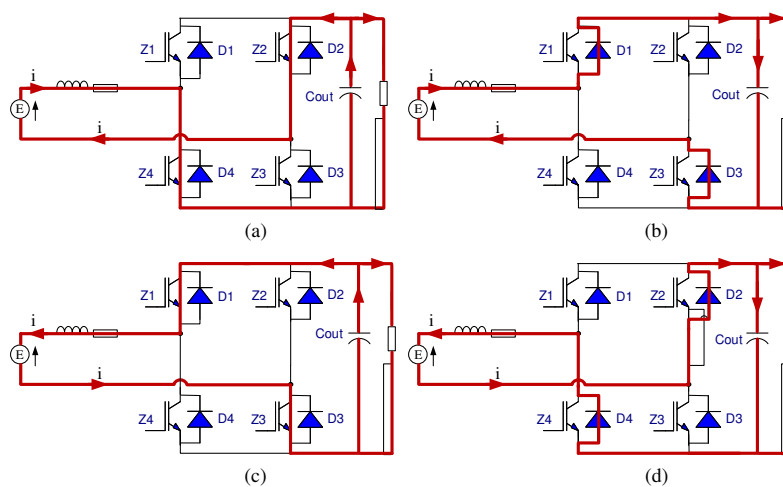 Z1 D1 Z2 D2
i
E
Cout
i
Z4 D4 Z3 D3
(a)
Z1 D1 Z2 D2
i
E
Cout
i
Z4 D4 Z3 D3
(b)
Z1 D1 Z2 D2
i
E
Cout
i
Z4 D4 Z3 D3
(c)
Z1 D1 Z2 D2
i
E
Cout
i
Z4 D4 Z3 D3
(d)